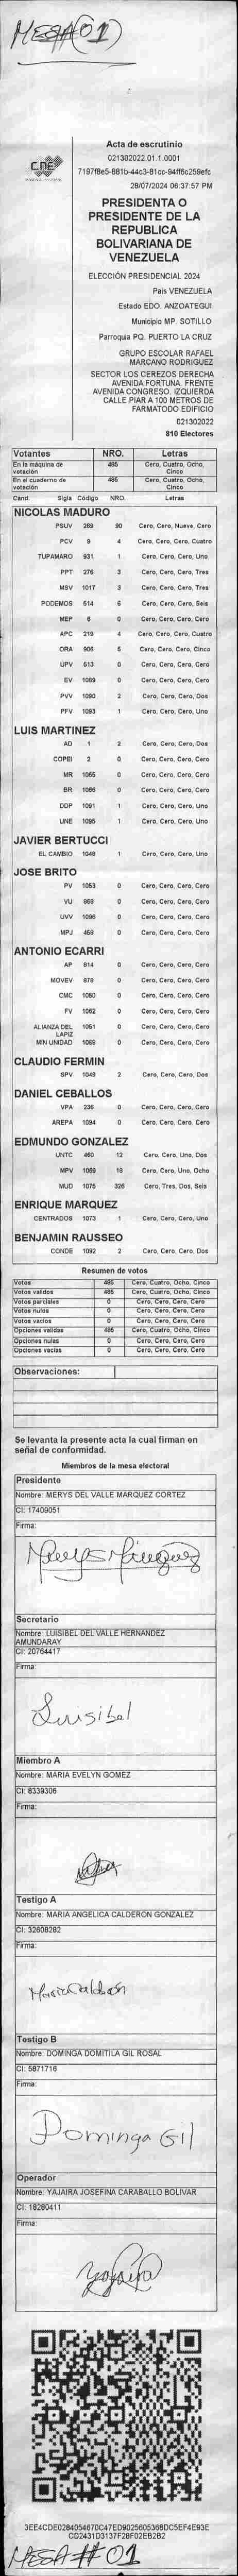 MESA (01)
CNE
Acta de escrutinio
021302022.01.1.0001
7197f8e5-881b-44c3-81cc-94ff6c259efc
28/07/2024 06:37:57 PM
PRESIDENTA O
PRESIDENTE DE LA
REPUBLICA
BOLIVARIANA DE
VENEZUELA
ELECCIÓN PRESIDENCIAL 2024
Pais VENEZUELA
Estado EDO. ANZOATEGUI
Municipio MP. SOTILLO
Parroquia PQ. PUERTO LA CRUZ
GRUPO ESCOLAR RAFAEL
MARCANO RODRIGUEZ
SECTOR LOS CEREZOS DERECHA
AVENIDA FORTUNA. FRENTE
AVENIDA CONGRESO. IZQUIERDA
CALLE PIAR A 100 METROS DE
FARMATODO EDIFICIO
021302022
810 Electores
Votantes NRO. Letras
En la máquina de votación 485 Cero, Cuatro, Ocho, Cinco
En el cuaderno de votación 485 Cero, Cuatro, Ocho, Cinco
Cand. Sigla Código NRO. Letras
NICOLAS MADURO
PSUV 289 90 Cero, Cero, Nueve, Cero
PCV 9 4 Cero, Cero, Cero, Cuatro
TUPAMARO 931 1 Cero, Cero, Cero, Uno
PPT 275 3 Cero, Cero, Cero, Tres
MSV 1017 3 Cero, Cero, Cero, Tres
PODEMOS 514 6 Cero, Cero, Cero, Seis
MEP 6 0 Cero, Cero, Cero, Cero
APC 219 4 Cero, Cero, Cero, Cuatro
ORA 906 5 Cero, Cero, Cero, Cinco
UPV 513 0 Cero, Cero, Cero, Cero
EV 1089 0 Cero, Cero, Cero, Cero
PVV 1090 2 Cero, Cero, Cero, Dos
PFV 1093 1 Cero, Cero, Cero, Uno
LUIS MARTINEZ
AD 1 2 Cero, Cero, Cero, Dos
COPEI 2 0 Cero, Cero, Cero, Cero
MR 1065 0 Cero, Cero, Cero, Cero
BR 1066 0 Cero, Cero, Cero, Cero
DDP 1091 1 Cero, Cero, Cero, Uno
UNE 1095 1 Cero, Cero, Cero, Uno
JAVIER BERTUCCI
EL CAMBIO 1048 1 Cero, Cero, Cero, Uno
JOSE BRITO
PV 1053 0 Cero, Cero, Cero, Cero
VU 968 0 Cero, Cero, Cero, Cero
UVV 1096 0 Cero, Cero, Cero, Cero
MPJ 458 0 Cero, Cero, Cero, Cero
ANTONIO ECARRI
AP 814 0 Cero, Cero, Cero, Cero
MOVEV 878 0 Cero, Cero, Cero, Cero
CMC 1060 0 Cero, Cero, Cero, Cero
FV 1062 0 Cero, Cero, Cero, Cero
ALIANZA DEL LAPIZ 1061 0 Cero, Cero, Cero, Cero
MIN UNIDAD 1069 0 Cero, Cero, Cero, Cero
CLAUDIO FERMIN
SPV 1049 2 Cero, Cero, Cero, Dos
DANIEL CEBALLOS
VPA 236 0 Cero, Cero, Cero, Cero
AREPA 1094 0 Cero, Cero, Cero, Cero
EDMUNDO GONZALEZ
UNTC 460 12 Cero, Cero, Uno, Dos
MPV 1069 18 Cero, Cero, Uno, Ocho
MUD 1075 326 Cero, Tres, Dos, Seis
ENRIQUE MARQUEZ
CENTRADOS 1073 1 Cero, Cero, Cero, Uno
BENJAMIN RAUSSEO
CONDE 1092 2 Cero, Cero, Cero, Dos
Resumen de votos
Votos 485 Cero, Cuatro, Ocho, Cinco
Votos validos 485 Cero, Cuatro, Ocho, Cinco
Votos parciales 0 Cero, Cero, Cero, Cero
Votos nulos 0 Cero, Cero, Cero, Cero
Votos vacios 0 Cero, Cero, Cero, Cero
Opciones validas 485 Cero, Cuatro, Ocho, Cinco
Opciones nulas 0 Cero, Cero, Cero, Cero
Opciones vacias 0 Cero, Cero, Cero, Cero
Observaciones:
Se levanta la presente acta la cual firman en
señal de conformidad.
Miembros de la mesa electoral
Presidente
Nombre: MERYS DEL VALLE MARQUEZ CORTEZ
CI: 17409051
Firma:
Merys Marquez
Secretario
Nombre: LUISIBEL DEL VALLE HERNANDEZ
AMUNDARAY
CI: 20764417
Firma:
Luisibel
Miembro A
Nombre: MARIA EVELYN GOMEZ
CI: 8339306
Firma:
Testigo A
Nombre: MARIA ANGELICA CALDERON GONZALEZ
CI: 32608282
Firma:
Maria Calderón
Testigo B
Nombre: DOMINGA DOMITILA GIL ROSAL
CI: 5871716
Firma:
Dominga Gil
Operador
Nombre: YAJAIRA JOSEFINA CARABALLO BOLIVAR
CI: 18280411
Firma:
Yajaira
3EE4CDE0284054670C47ED9025605368DC5EF4E93E
CD2431D3137F28F02EB2B2
MESA # 01